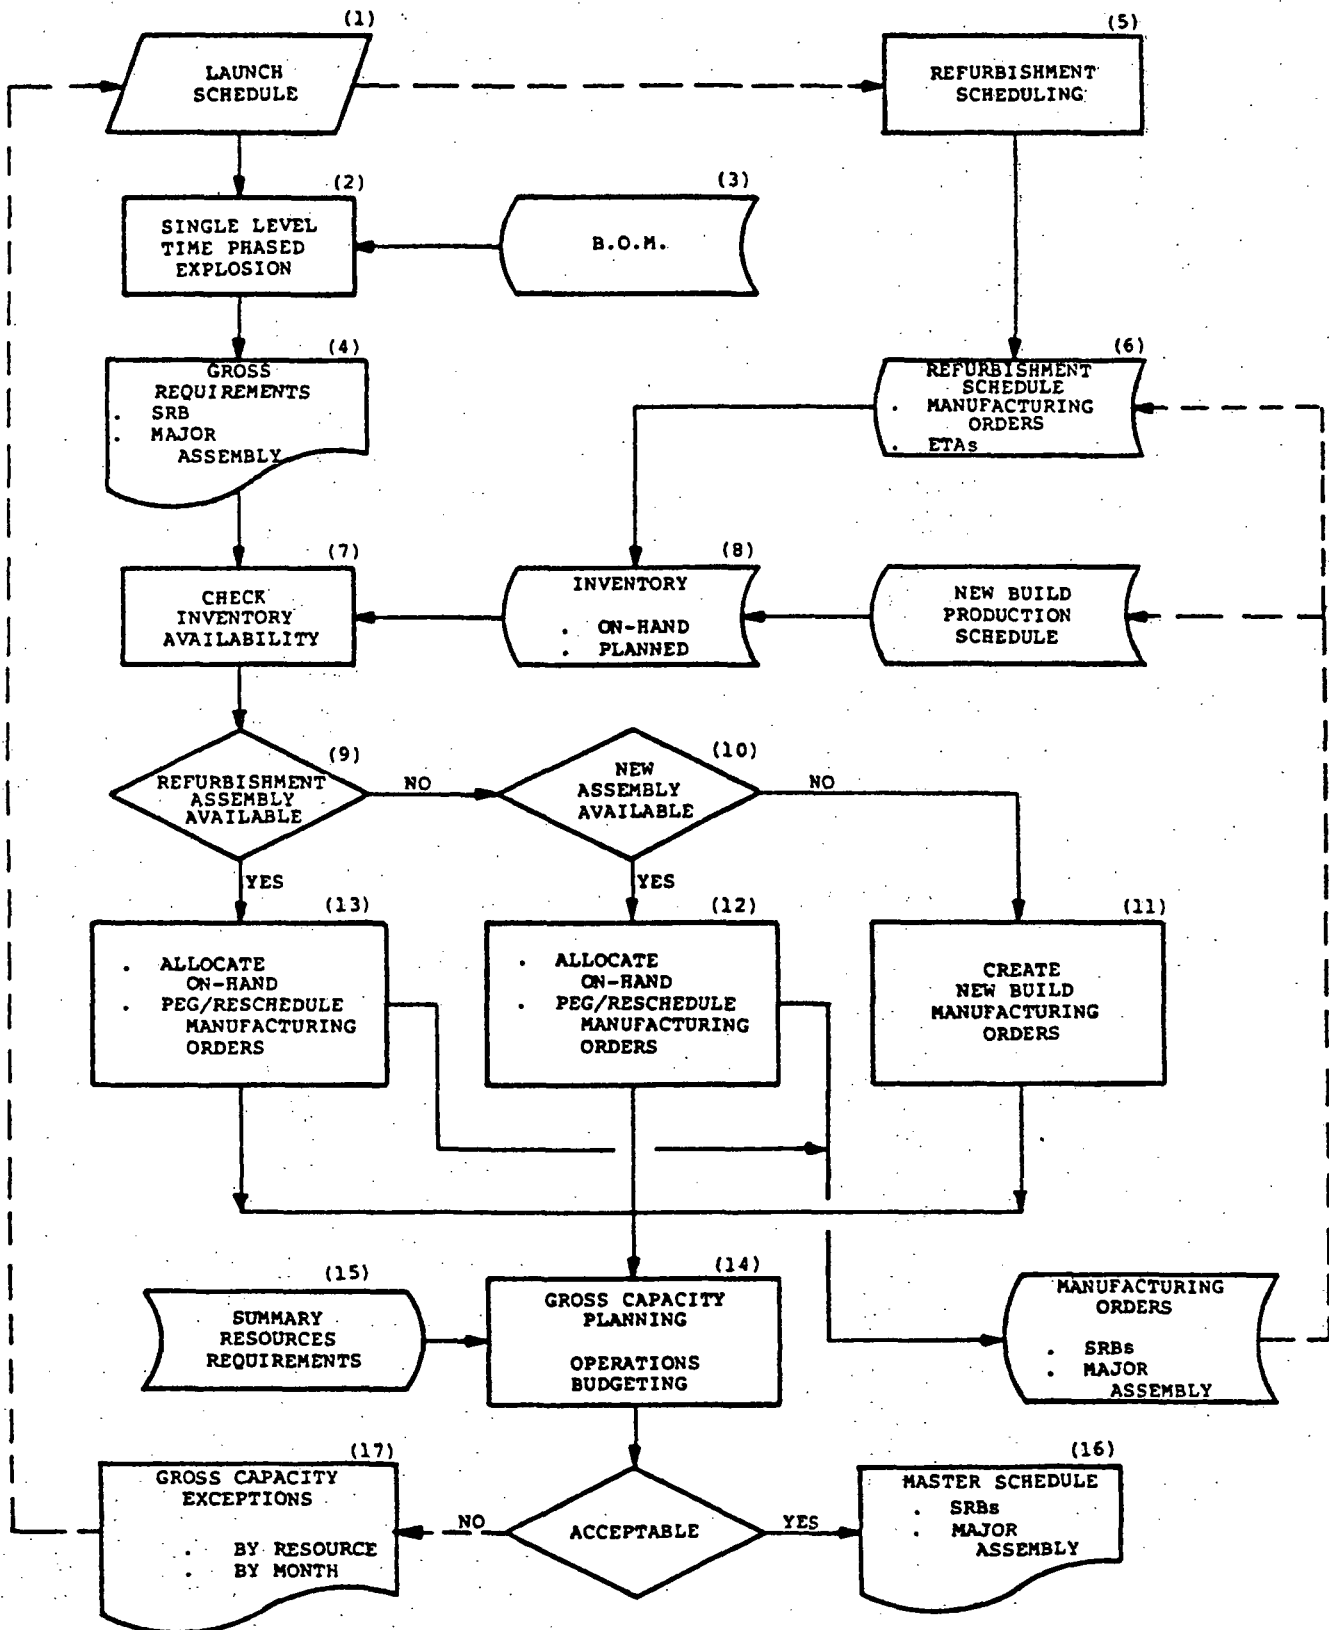 (1)
LAUNCH
SCHEDULE
(5)
REFURBISHMENT
SCHEDULING
(2)
SINGLE LEVEL
TIME PHASED
EXPLOSION
(3)
B.O.M.
(4)
GROSS
REQUIREMENTS
. SRB
. MAJOR
ASSEMBLY
(6)
REFURBISHMENT
SCHEDULE
. MANUFACTURING
ORDERS
. ETAs
(7)
CHECK
INVENTORY
AVAILABILITY
(8)
INVENTORY
. ON-HAND
. PLANNED
NEW BUILD
PRODUCTION
SCHEDULE
(9)
REFURBISHMENT
ASSEMBLY
AVAILABLE
NO
YES
(10)
NEW
ASSEMBLY
AVAILABLE
NO
YES
(13)
. ALLOCATE
ON-HAND
. PEG/RESCHEDULE
MANUFACTURING
ORDERS
(12)
. ALLOCATE
ON-HAND
. PEG/RESCHEDULE
MANUFACTURING
ORDERS
(11)
CREATE
NEW BUILD
MANUFACTURING
ORDERS
(15)
SUMMARY
RESOURCES
REQUIREMENTS
(14)
GROSS CAPACITY
PLANNING
OPERATIONS
BUDGETING
MANUFACTURING
ORDERS
. SRBs
. MAJOR
ASSEMBLY
(17)
GROSS CAPACITY
EXCEPTIONS
. BY RESOURCE
. BY MONTH
NO
ACCEPTABLE
YES
(16)
MASTER SCHEDULE
. SRBs
. MAJOR
ASSEMBLY